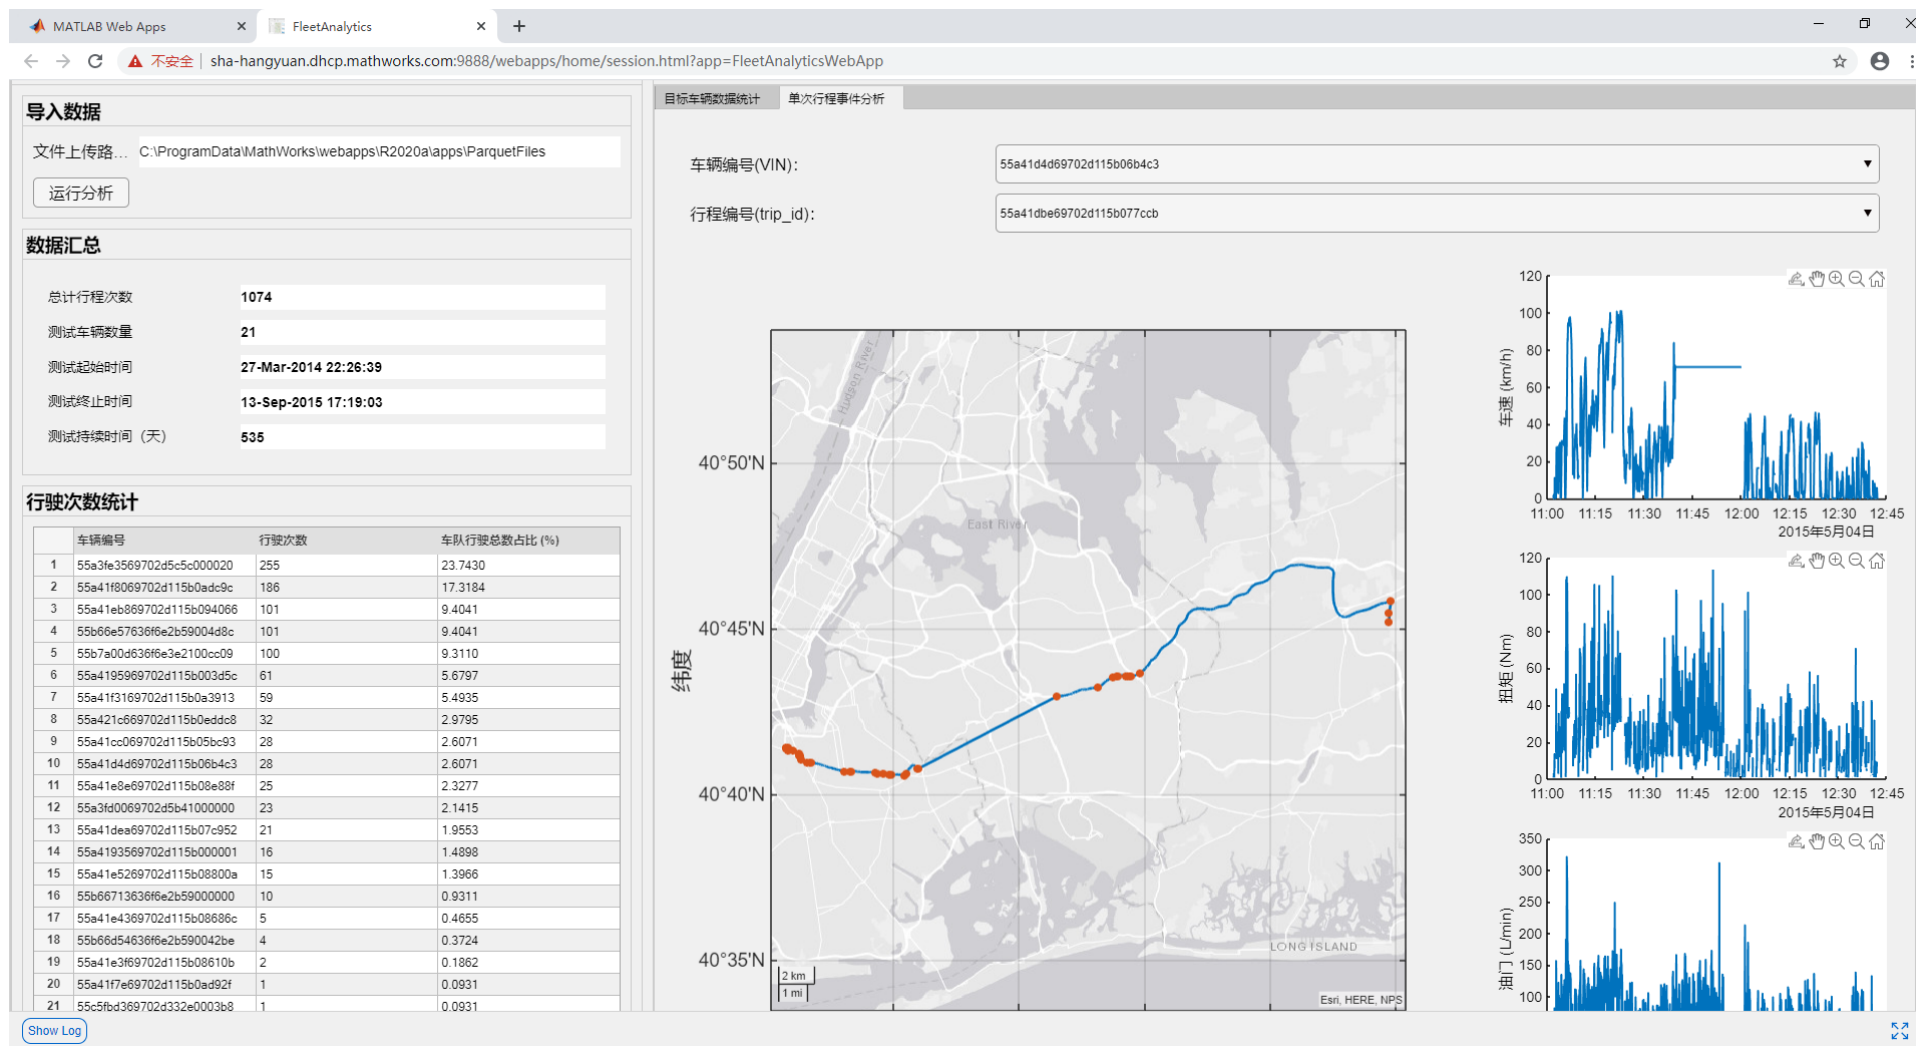 MATLAB Web Apps
FleetAnalytics
不安全 | sha-hangyuan.dhcp.mathworks.com:9888/webapps/home/session.html?app=FleetAnalyticsWebApp
导入数据
文件上传路... C:\ProgramData\MathWorks\webapps\R2020a\apps\ParquetFiles
运行分析
数据汇总
总计行程次数 1074
测试车辆数量 21
测试起始时间 27-Mar-2014 22:26:39
测试终止时间 13-Sep-2015 17:19:03
测试持续时间（天） 535
行驶次数统计
车辆编号 行驶次数 车队行驶总数占比 (%)
1 55a3fe3569702d5c5c000020 255 23.7430
2 55a41f8069702d115b0adc9c 186 17.3184
3 55a41eb869702d115b094066 101 9.4041
4 55b66e57636f6e2b59004d8c 101 9.4041
5 55b7a00d636f6e3e2100cc09 100 9.3110
6 55a4195969702d115b003d5c 61 5.6797
7 55a41f3169702d115b0a3913 59 5.4935
8 55a421c669702d115b0eddc8 32 2.9795
9 55a41cc069702d115b05bc93 28 2.6071
10 55a41d4d69702d115b06b4c3 28 2.6071
11 55a41e8e69702d115b08e88f 25 2.3277
12 55a3fd0069702d5b41000000 23 2.1415
13 55a41dea69702d115b07c952 21 1.9553
14 55a4193569702d115b000001 16 1.4898
15 55a41e5269702d115b08800a 15 1.3966
16 55b66713636f6e2b59000000 10 0.9311
17 55a41e4369702d115b08686c 5 0.4655
18 55b66d54636f6e2b590042be 4 0.3724
19 55a41e3f69702d115b08610b 2 0.1862
20 55a41f7e69702d115b0ad92f 1 0.0931
21 55c5fbd369702d332e0003b8 1 0.0931
Show Log
目标车辆数据统计 单次行程事件分析
车辆编号(VIN): 55a41d4d69702d115b06b4c3
行程编号(trip_id): 55a41dbe69702d115b077ccb
纬度
40°50'N
40°45'N
40°40'N
40°35'N
Hudson River
East River
LONG ISLAND
2 km
1 mi
Esri, HERE, NPS
车速 (km/h)
120
100
80
60
40
20
0
11:00 11:15 11:30 11:45 12:00 12:15 12:30 12:45
2015年5月04日
扭矩 (Nm)
120
100
80
60
40
20
0
11:00 11:15 11:30 11:45 12:00 12:15 12:30 12:45
2015年5月04日
油门 (L/min)
350
300
250
200
150
100